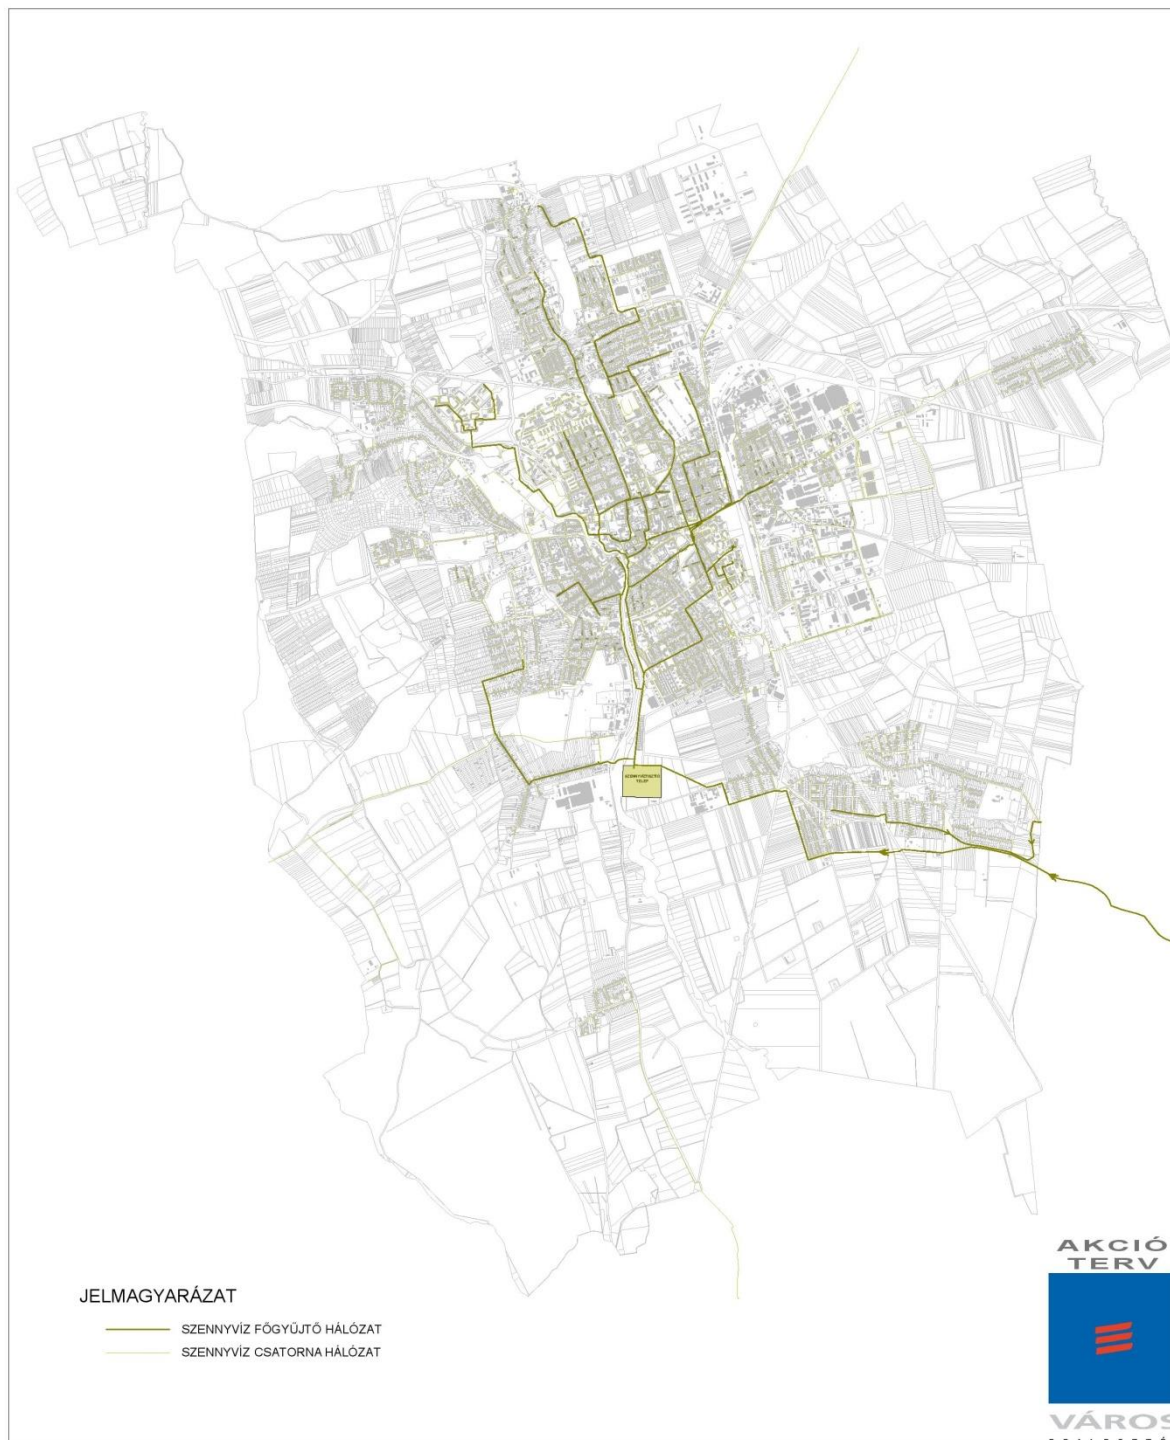 AKCIÓ
TERV
JELMAGYARÁZAT
SZENNYVÍZ FŐGYŰJTŐ HÁLÓZAT
SZENNYVÍZ CSATORNA HÁLÓZAT
VÁROS